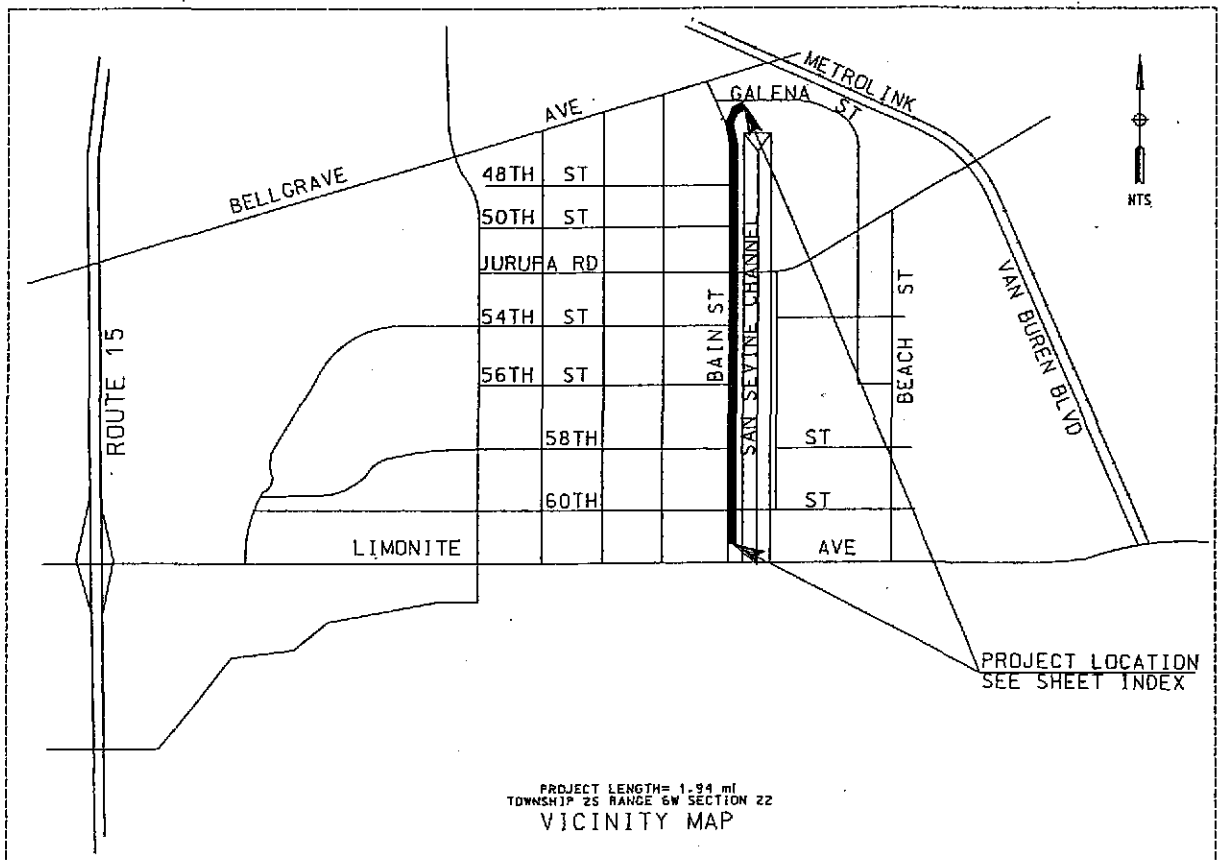 METROLINK
GALENA ST
BELLGRAVE AVE
NTS
48TH ST
50TH ST
JURUPA RD
54TH ST
56TH ST
58TH ST
60TH ST
LIMONITE AVE
ROUTE 15
BAIN ST
SAN SEVINE CHANNEL
BEACH ST
VAN BUREN BLVD
PROJECT LOCATION
SEE SHEET INDEX
PROJECT LENGTH= 1.94 mi
TOWNSHIP 2S RANGE 6W SECTION 22
VICINITY MAP